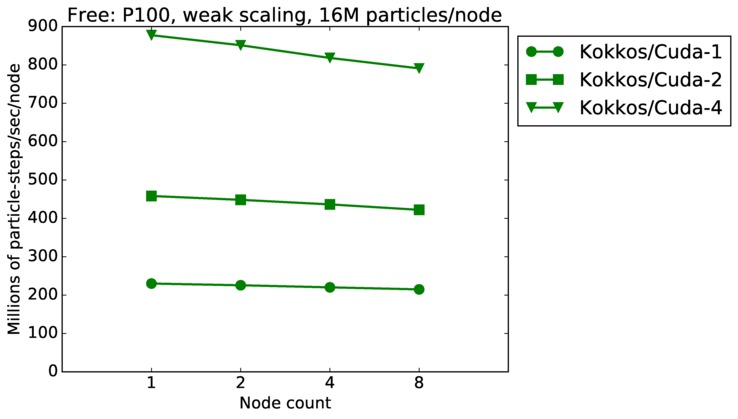 Free: P100, weak scaling, 16M particles/node
900
800
700
600
500
400
300
200
100
0
Millions of particle-steps/sec/node
1 2 4 8
Node count
Kokkos/Cuda-1
Kokkos/Cuda-2
Kokkos/Cuda-4